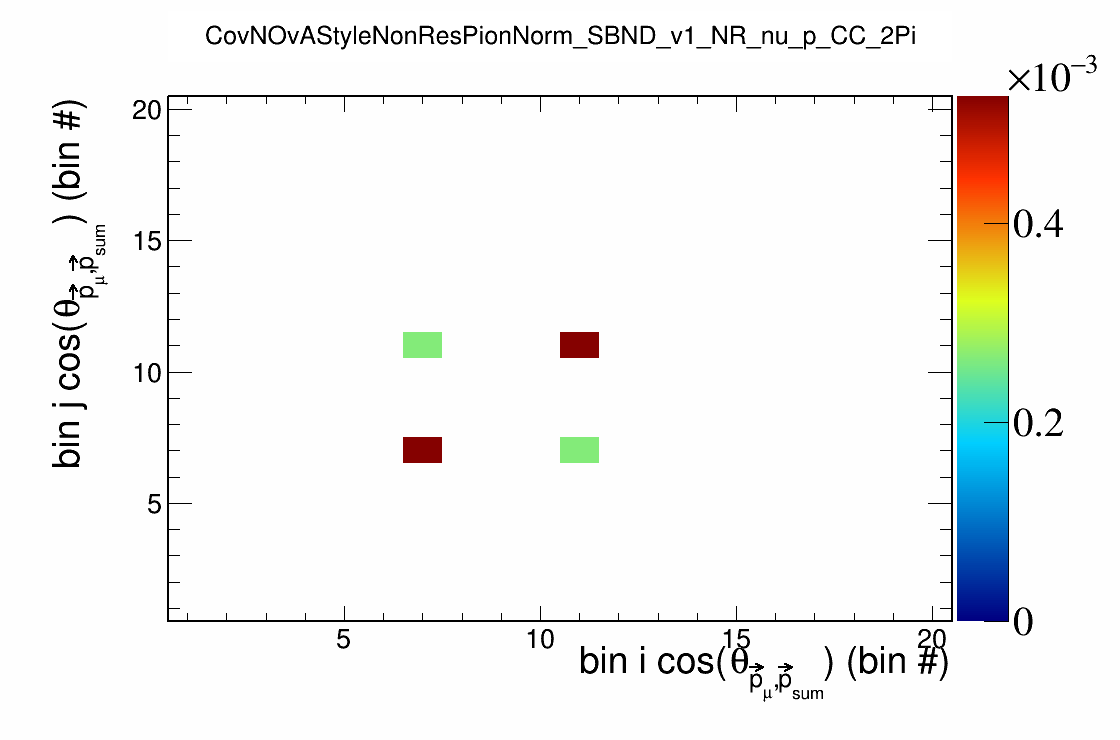 CovNOvAStyleNonResPionNorm_SBND_v1_NR_nu_p_CC_2Pi
×10⁻³
bin j cos(θ p⃗μ,p⃗sum ) (bin #)
20
15
10
5
0.4
0.2
0
5 10 15 20
bin i cos(θ p⃗μ,p⃗sum ) (bin #)